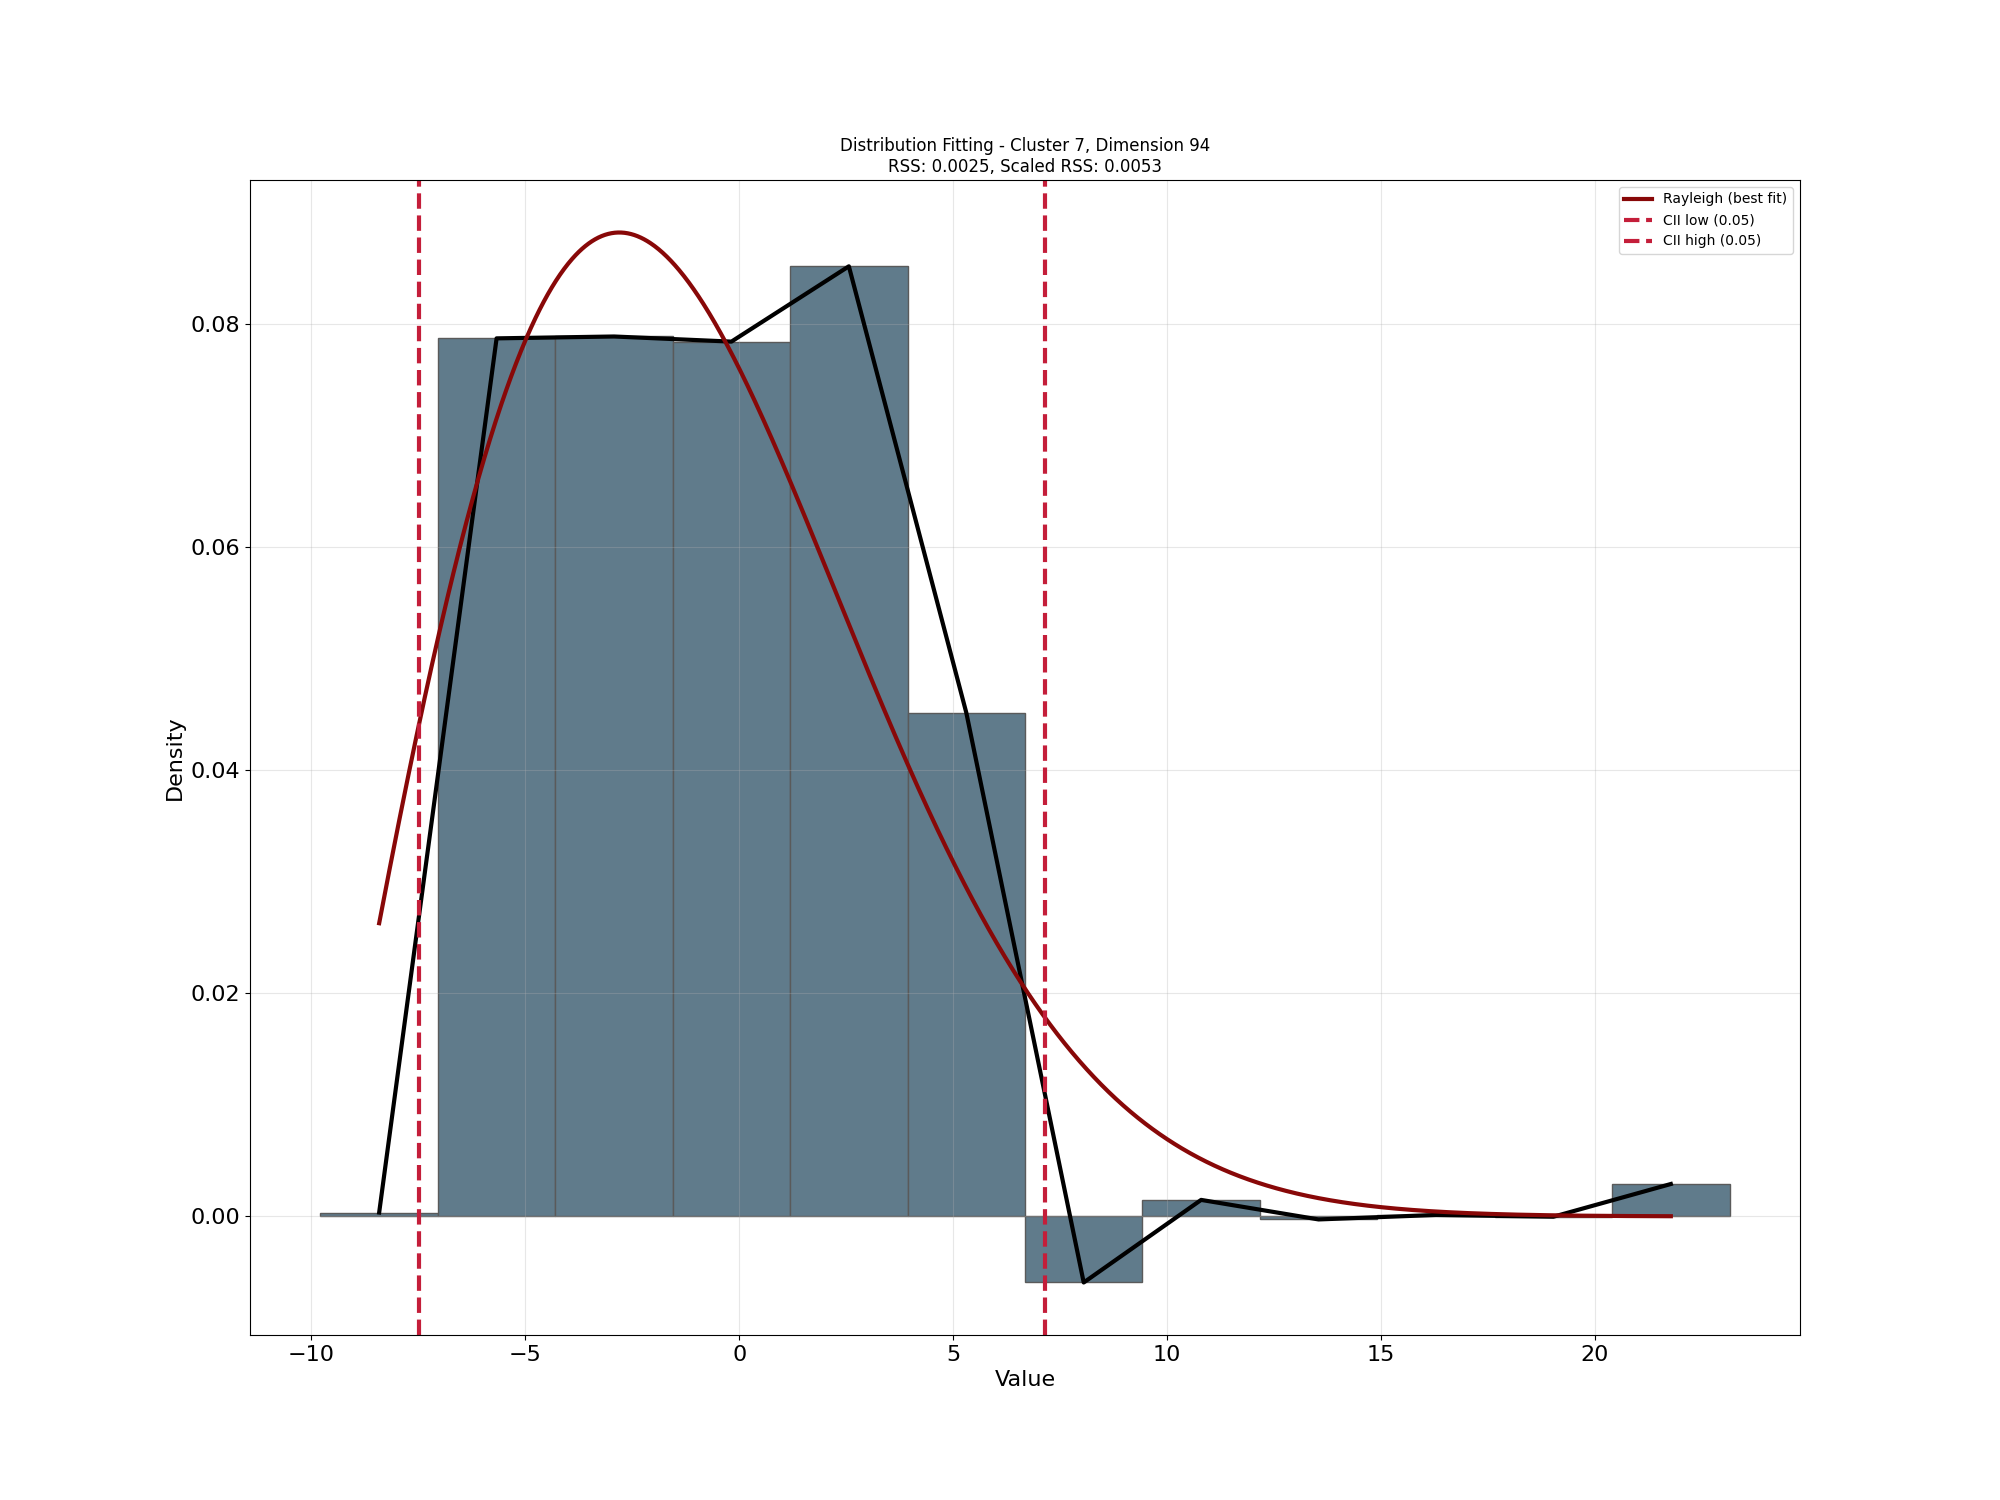 Distribution Fitting - Cluster 7, Dimension 94
RSS: 0.0025, Scaled RSS: 0.0053
Rayleigh (best fit)
CII low (0.05)
CII high (0.05)
Density
0.08
0.06
0.04
0.02
0.00
−10
−5
0
5
10
15
20
Value